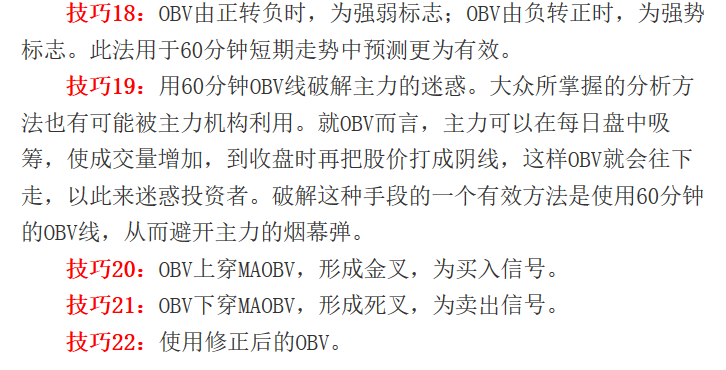 技巧18：OBV由正转负时，为强弱标志；OBV由负转正时，为强势
标志。此法用于60分钟短期走势中预测更为有效。
技巧19：用60分钟OBV线破解主力的迷惑。大众所掌握的分析方
法也有可能被主力机构利用。就OBV而言，主力可以在每日盘中吸
筹，使成交量增加，到收盘时再把股价打成阴线，这样OBV就会往下
走，以此来迷惑投资者。破解这种手段的一个有效方法是使用60分钟
的OBV线，从而避开主力的烟幕弹。
技巧20：OBV上穿MAOBV，形成金叉，为买入信号。
技巧21：OBV下穿MAOBV，形成死叉，为卖出信号。
技巧22：使用修正后的OBV。